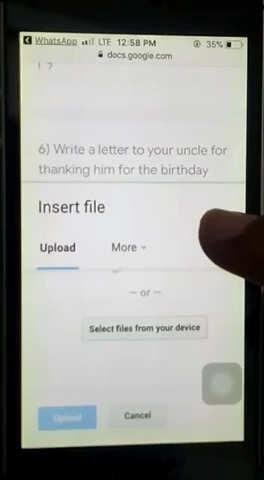 WhatsApp LTE 12:58 PM 35%
docs.google.com
! ?
6) Write a letter to your uncle for
thanking him for the birthday
Insert file
Upload More
— or —
Select files from your device
Upload Cancel